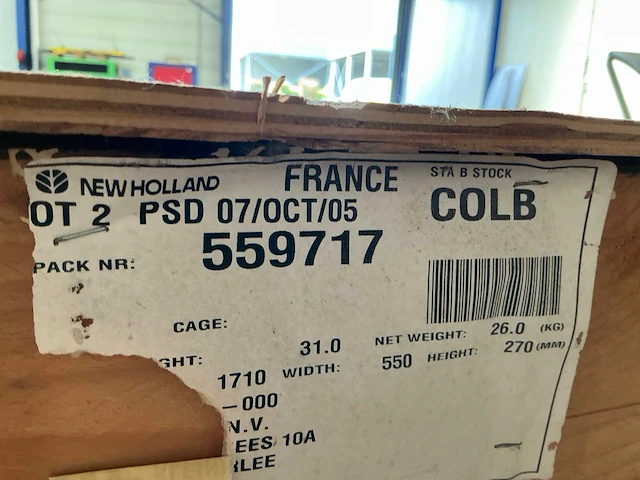 NEW HOLLAND FRANCE STA B STOCK
OT 2 PSD 07/OCT/05 COLB
559717
PACK NR:
CAGE:
GHT: 31.0 NET WEIGHT: 26.0 (KG)
1710 WIDTH: 550 HEIGHT: 270 (MM)
-000
N.V.
EES 10A
RLEE